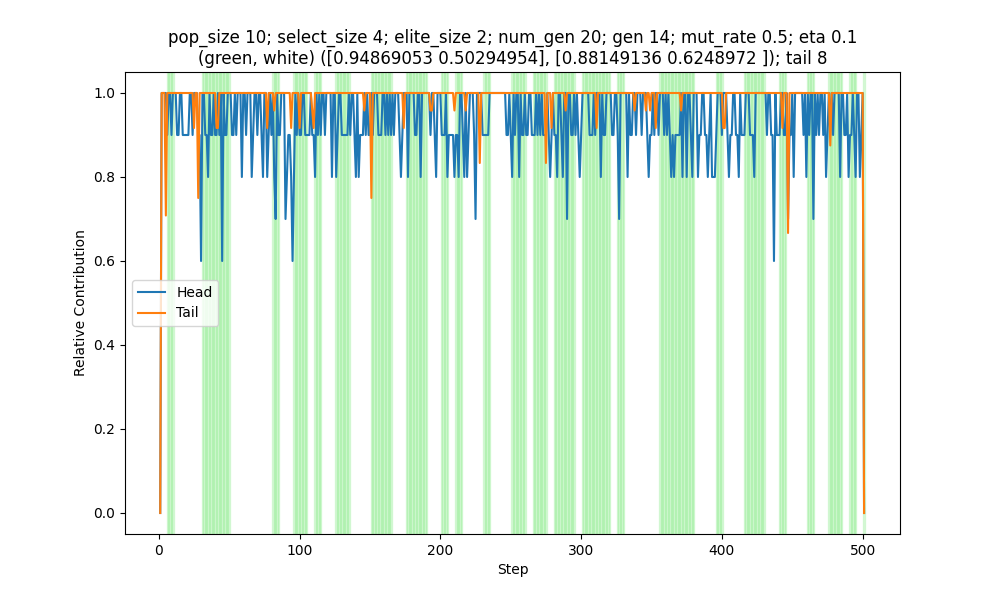 pop_size 10; select_size 4; elite_size 2; num_gen 20; gen 14; mut_rate 0.5; eta 0.1
(green, white) ([0.94869053 0.50294954], [0.88149136 0.6248972 ]); tail 8
1.0
0.8
0.6
0.4
0.2
0.0
Relative Contribution
Head
Tail
0 100 200 300 400 500
Step